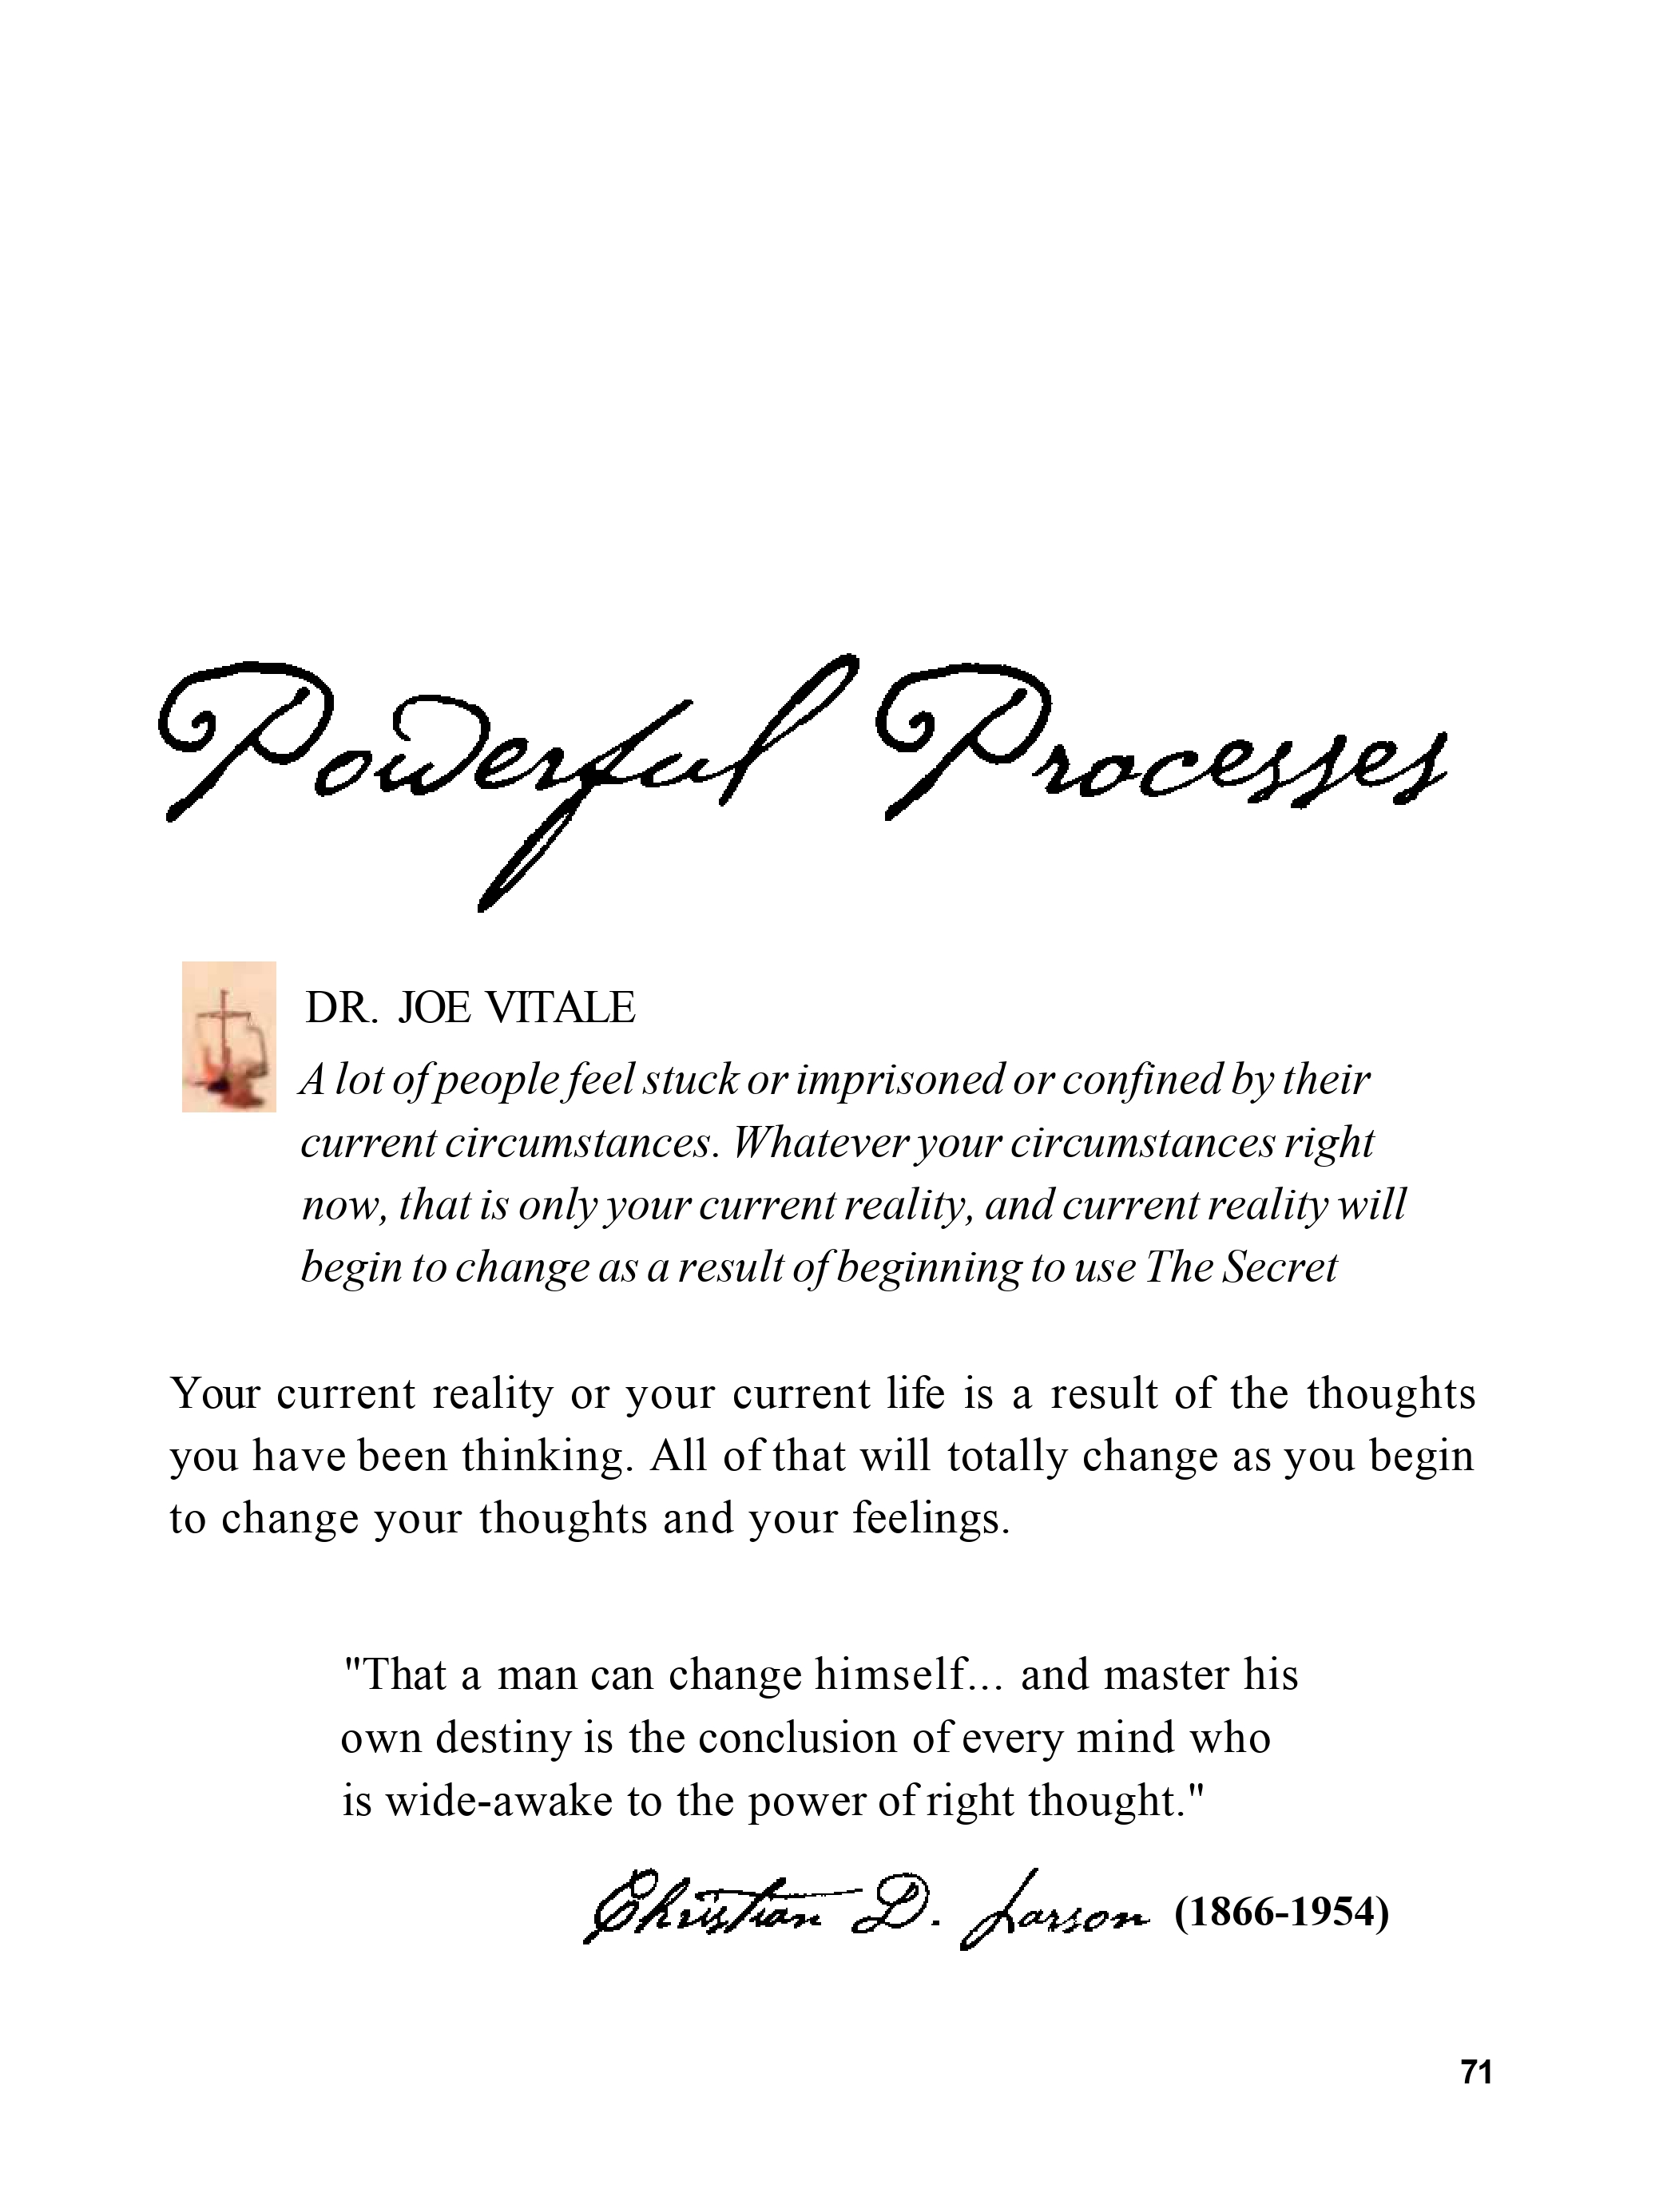 Powerful Processes
DR. JOE VITALE
A lot of people feel stuck or imprisoned or confined by their
current circumstances. Whatever your circumstances right
now, that is only your current reality, and current reality will
begin to change as a result of beginning to use The Secret
Your current reality or your current life is a result of the thoughts
you have been thinking. All of that will totally change as you begin
to change your thoughts and your feelings.
"That a man can change himself... and master his
own destiny is the conclusion of every mind who
is wide-awake to the power of right thought."
Christian D. Larson (1866-1954)
71